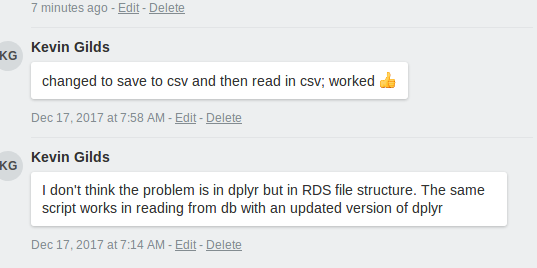 7 minutes ago - Edit - Delete
KG
Kevin Gilds
changed to save to csv and then read in csv; worked 👍
Dec 17, 2017 at 7:58 AM - Edit - Delete
KG
Kevin Gilds
I don't think the problem is in dplyr but in RDS file structure. The same
script works in reading from db with an updated version of dplyr
Dec 17, 2017 at 7:14 AM - Edit - Delete